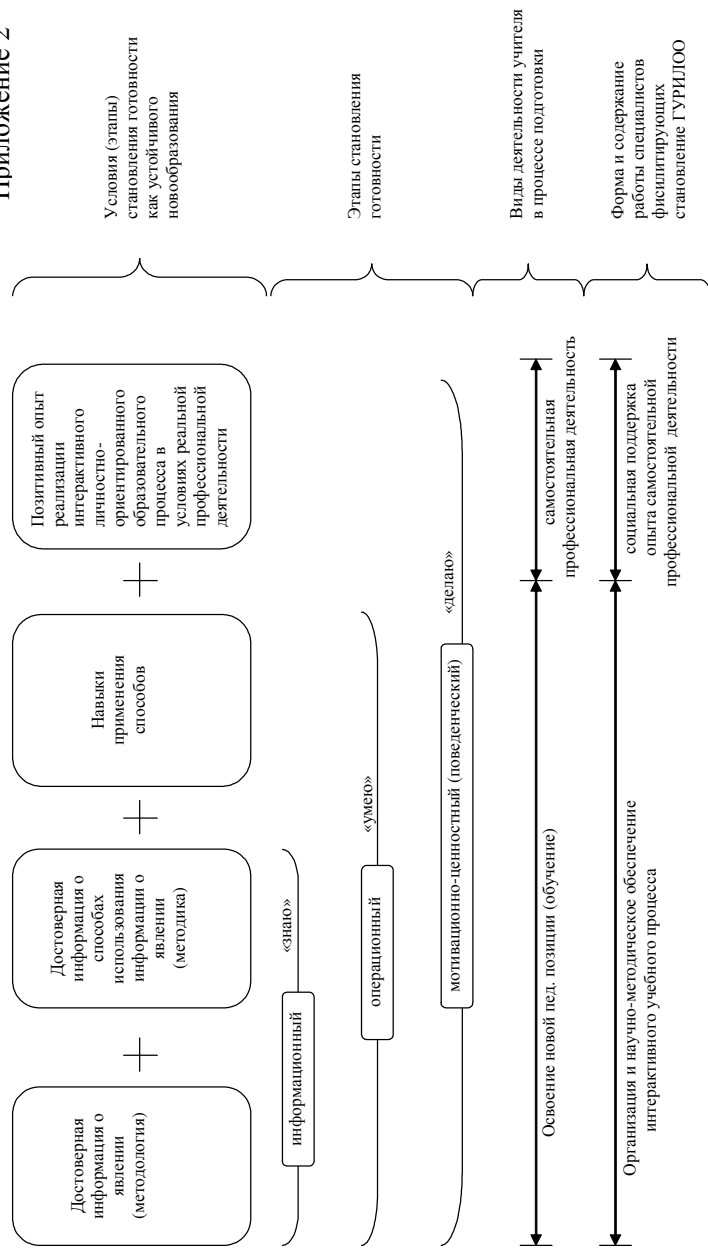 Приложение 2
Достоверная
информация о
явлении
(методология)
Достоверная
информация о
способах
использования
информации о
явлении
(методика)
Навыки
применения
способов
Позитивный опыт
реализации
интерактивного
личностно-
ориентированного
образовательного
процесса в
условиях реальной
профессиональной
деятельности
Условия (этапы)
становления готовности
как устойчивого
новообразования
информационный
«знаю»
операционный
«умею»
мотивационно-ценностный (поведенческий)
«делаю»
Этапы становления
готовности
Освоение новой пед. позиции (обучение)
самостоятельная
профессиональная деятельность
Виды деятельности учителя
в процессе подготовки
Организация и научно-методическое обеспечение
интерактивного учебного процесса
социальная поддержка
опыта самостоятельной
профессиональной деятельности
Форма и содержание
работы специалистов
фисилитирующих
становление ГУРИЛОО